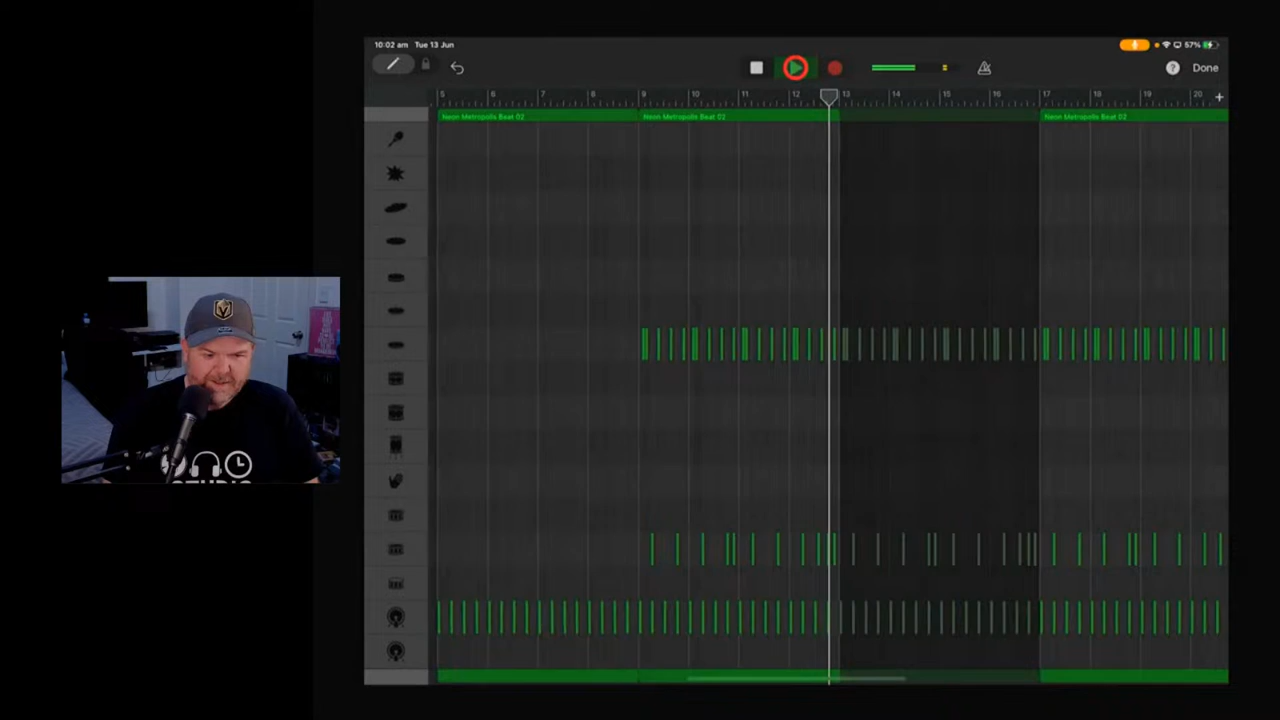 10:02 am Tue 13 Jun
57%
? Done
5 6 7 8 9 10 11 12 13 14 15 16 17 18 19 20 +
Neon Metropolis Beat 02 Neon Metropolis Beat 02 Neon Metropolis Beat 02
STUDIO